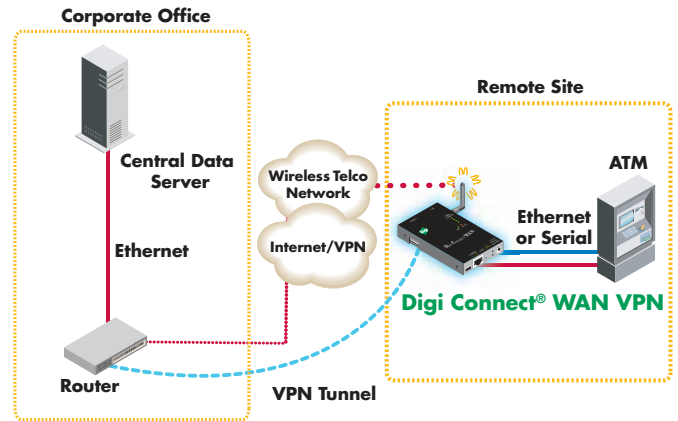 Corporate Office
Remote Site
Central Data
Server
Wireless Telco
Network
ATM
Ethernet
Internet/VPN
Ethernet
or Serial
Digi Connect® WAN VPN
Router
VPN Tunnel